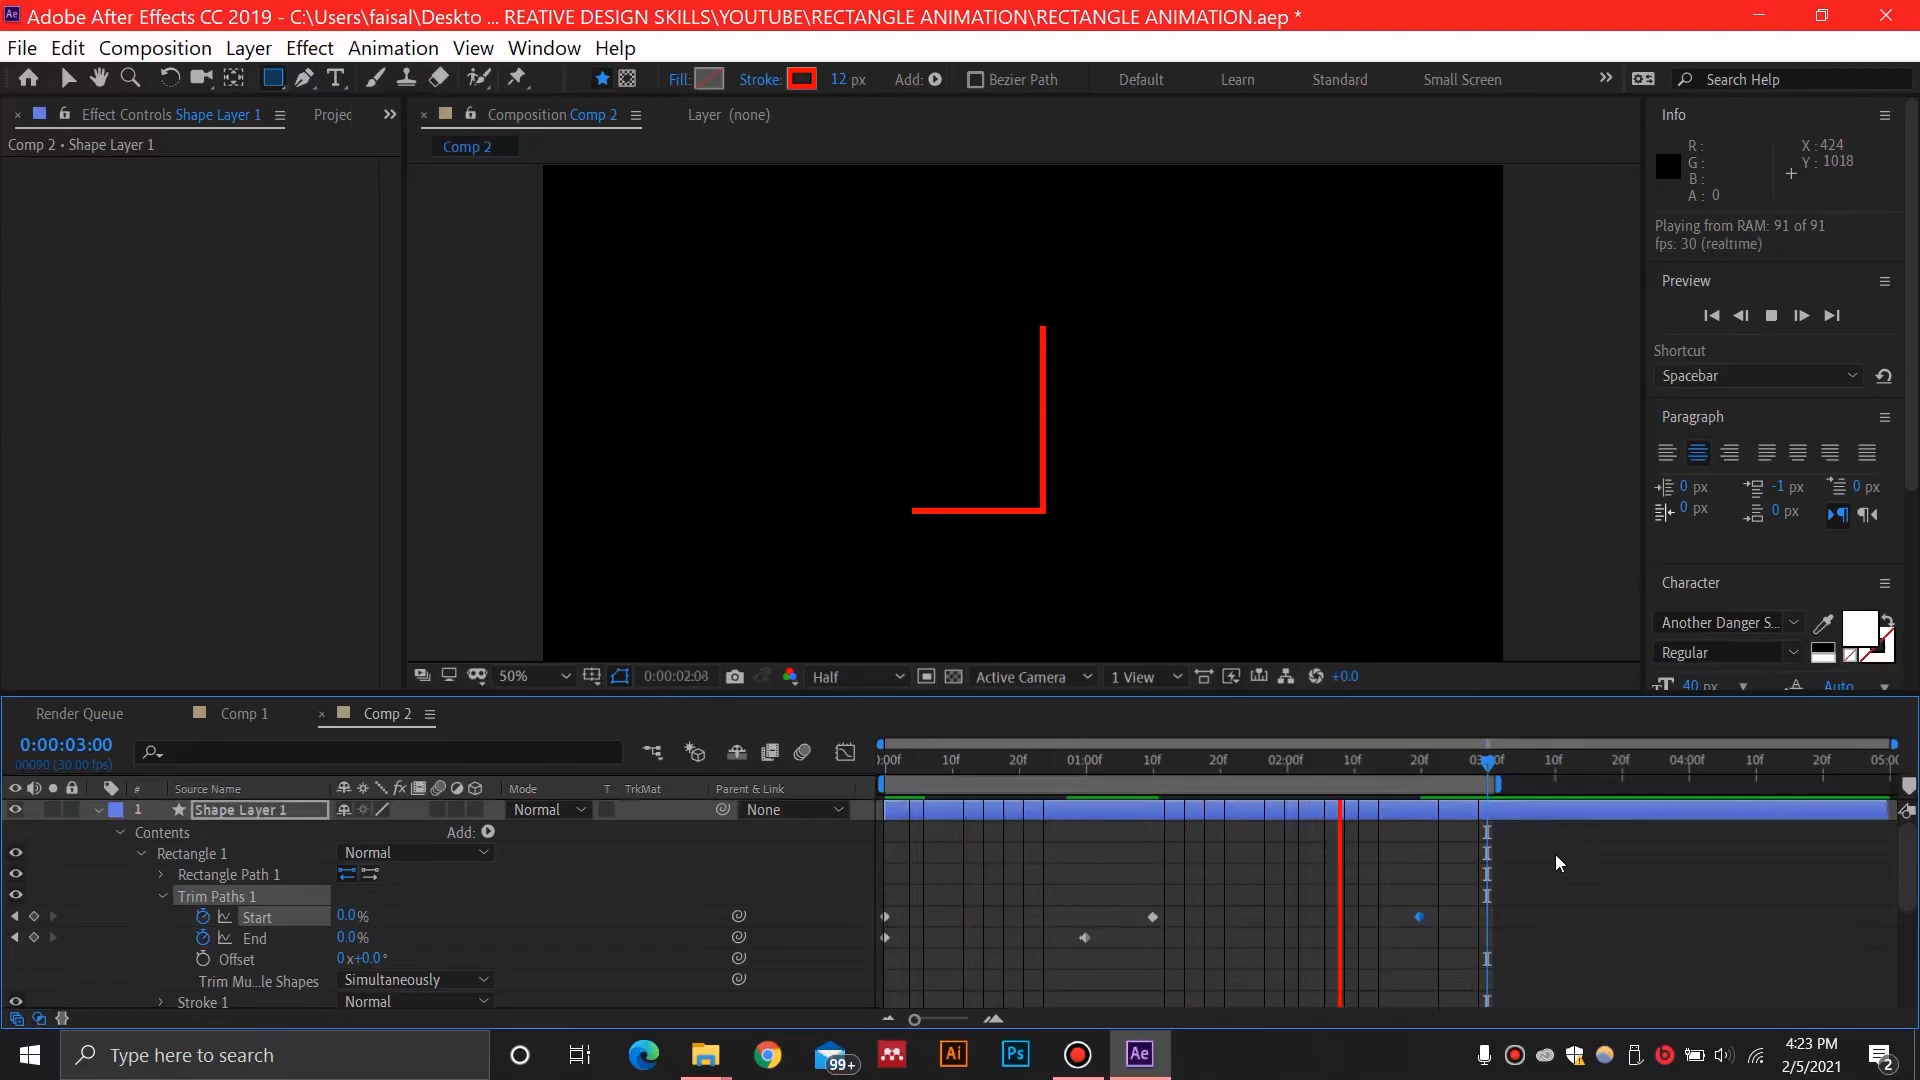 Adobe After Effects CC 2019 - C:\Users\faisal\Deskto ... REATIVE DESIGN SKILLS\YOUTUBE\RECTANGLE ANIMATION\RECTANGLE ANIMATION.aep *
File Edit Composition Layer Effect Animation View Window Help
Fill: Stroke: 12 px Add: Bezier Path Default Learn Standard Small Screen Search Help
Effect Controls Shape Layer 1 Projec Composition Comp 2 Layer (none) Info
Comp 2 • Shape Layer 1 Comp 2
R: X: 424
G: Y: 1018
B:
A: 0
Playing from RAM: 91 of 91
fps: 30 (realtime)
Preview
Shortcut
Spacebar
Paragraph
0 px -1 px 0 px
0 px 0 px
Character
Another Danger S...
Regular
40 px Auto
50% 0:00:02:08 Half Active Camera 1 View +0.0
Render Queue Comp 1 Comp 2
0:00:03:00
00090 (30.00 fps)
:00f 10f 20f 01:00f 10f 20f 02:00f 10f 20f 03:00f 10f 20f 04:00f 10f 20f 05:00
# Source Name fx Mode T TrkMat Parent & Link
1 Shape Layer 1 Normal None
Contents Add:
Rectangle 1 Normal
Rectangle Path 1
Trim Paths 1
Start 0.0%
End 0.0%
Offset 0x+0.0°
Trim Mu...le Shapes Simultaneously
Stroke 1 Normal
Type here to search 99+ Ai Ps Ae 4:23 PM
2/5/2021 2